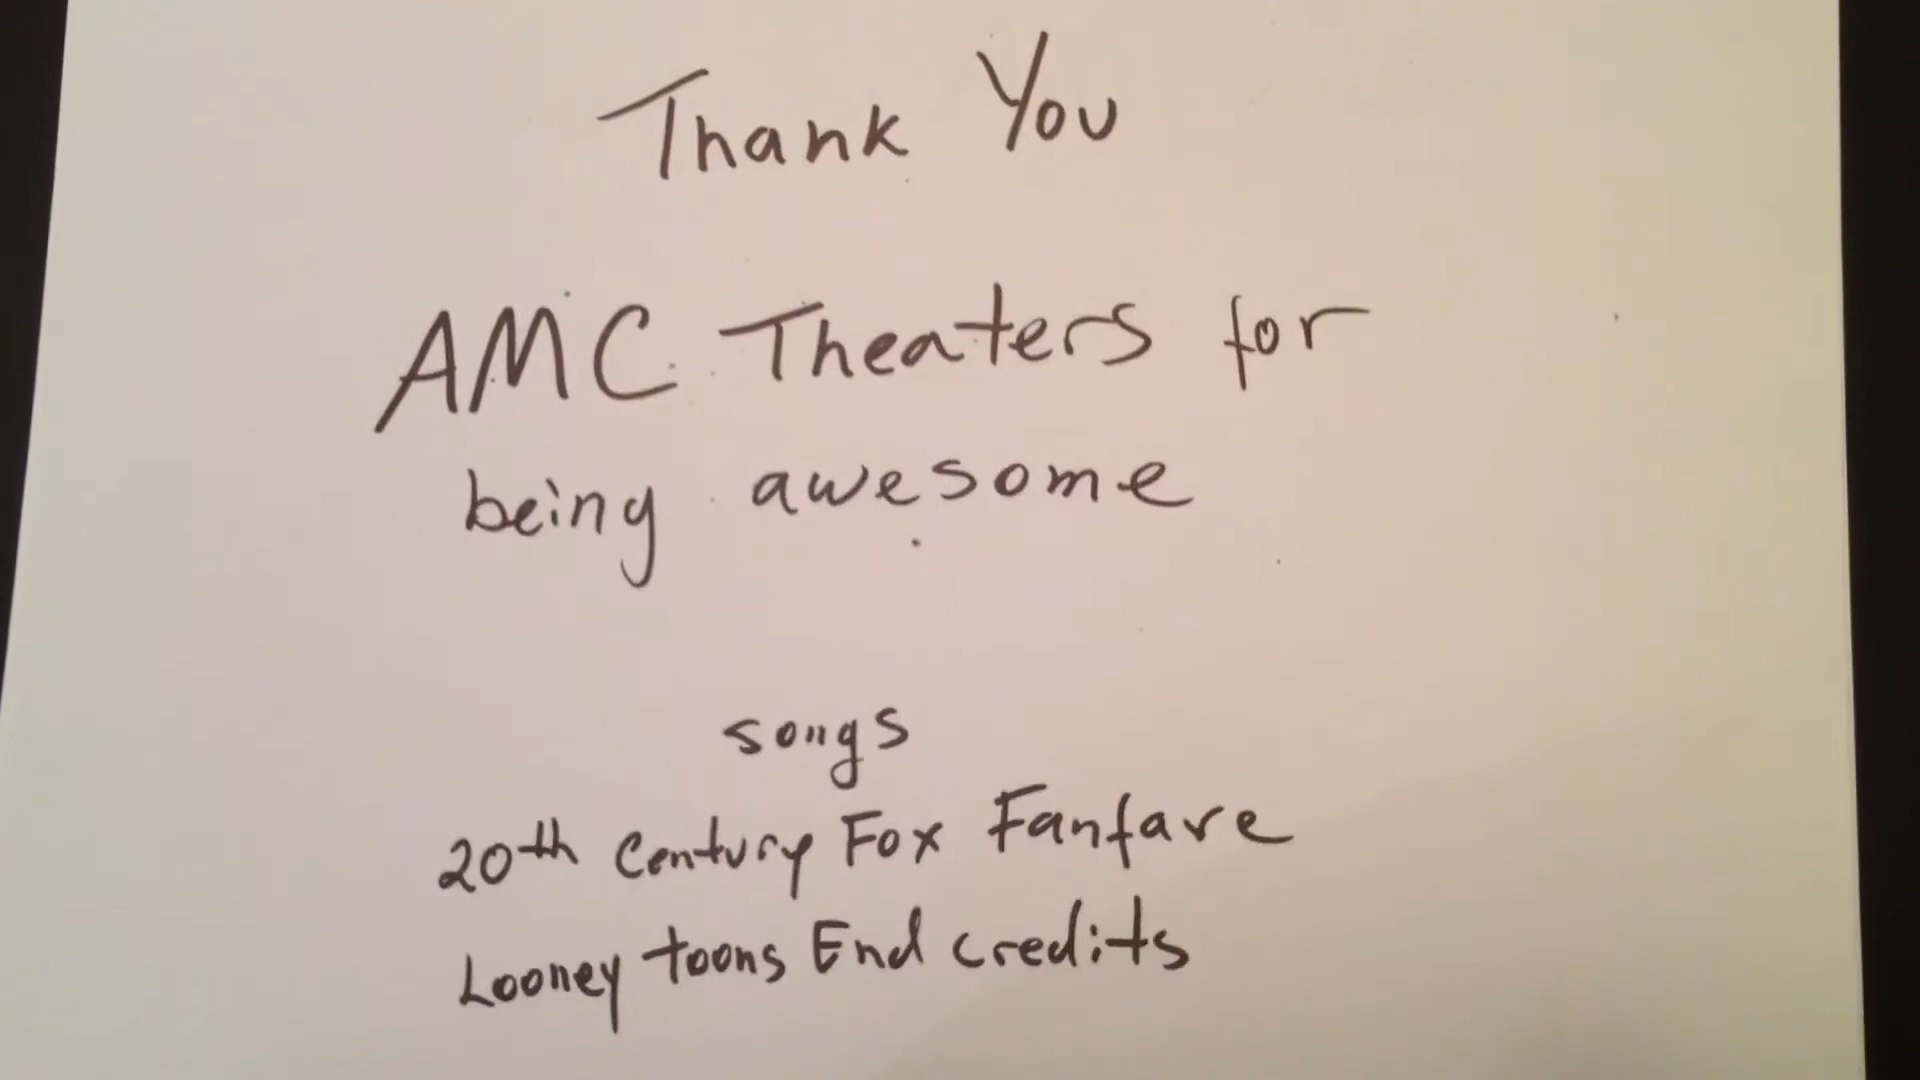 Thank You
AMC Theaters for
being awesome
songs
20th Century Fox Fanfare
Looney toons End credits